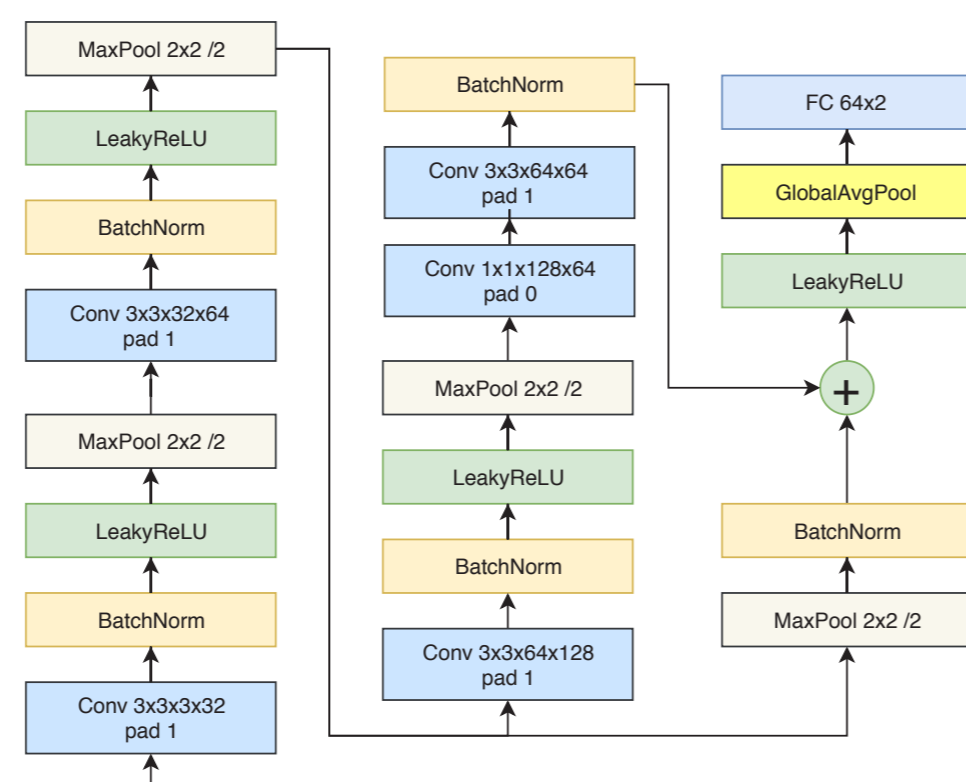 MaxPool 2x2 /2
LeakyReLU
BatchNorm
Conv 3x3x32x64
pad 1
MaxPool 2x2 /2
LeakyReLU
BatchNorm
Conv 3x3x3x32
pad 1
BatchNorm
Conv 3x3x64x64
pad 1
Conv 1x1x128x64
pad 0
MaxPool 2x2 /2
LeakyReLU
BatchNorm
Conv 3x3x64x128
pad 1
FC 64x2
GlobalAvgPool
LeakyReLU
+
BatchNorm
MaxPool 2x2 /2